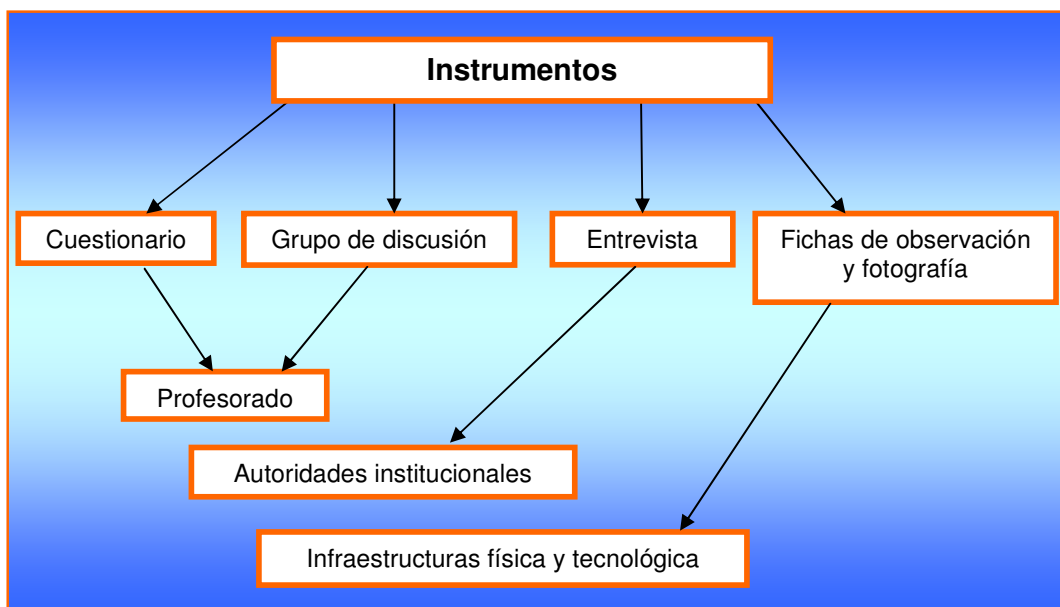 Instrumentos
Cuestionario
Grupo de discusión
Entrevista
Fichas de observación
y fotografía
Profesorado
Autoridades institucionales
Infraestructuras física y tecnológica